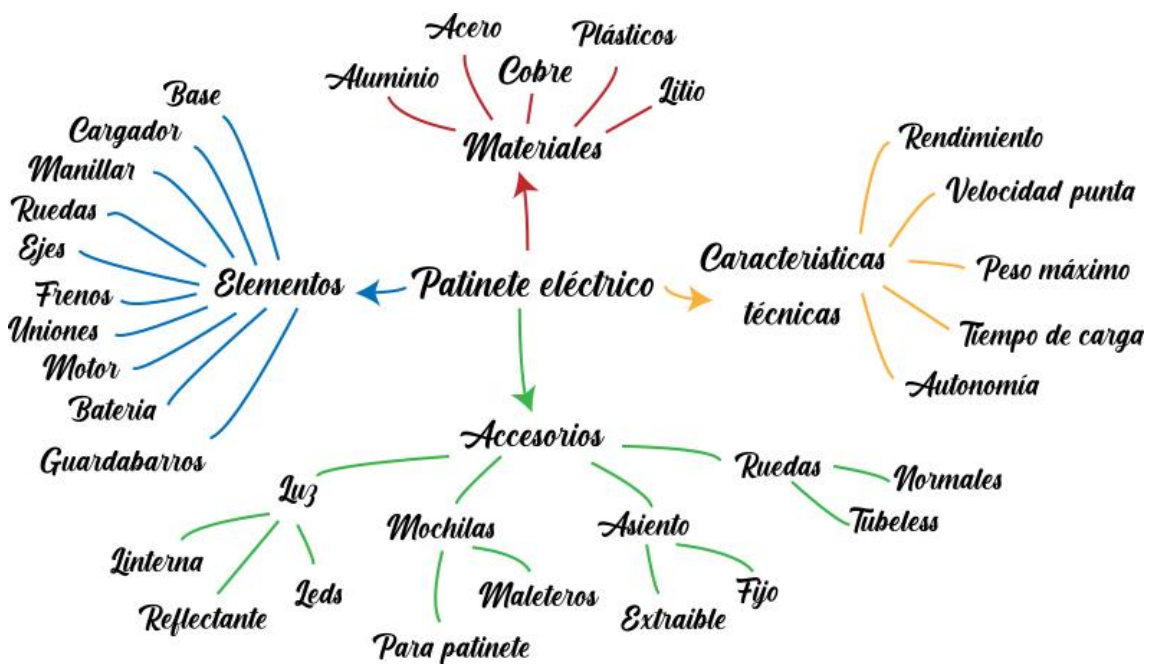 Acero
Plásticos
Aluminio
Cobre
Litio
Materiales
Base
Cargador
Manillar
Ruedas
Ejes
Frenos
Uniones
Motor
Bateria
Guardabarros
Elementos
Patinete eléctrico
Caracteristicas
técnicas
Rendimiento
Velocidad punta
Peso máximo
Tiempo de carga
Autonomía
Accesorios
Luz
Linterna
Reflectante
Leds
Mochilas
Para patinete
Maleteros
Asiento
Extraible
Fijo
Ruedas
Normales
Tubeless